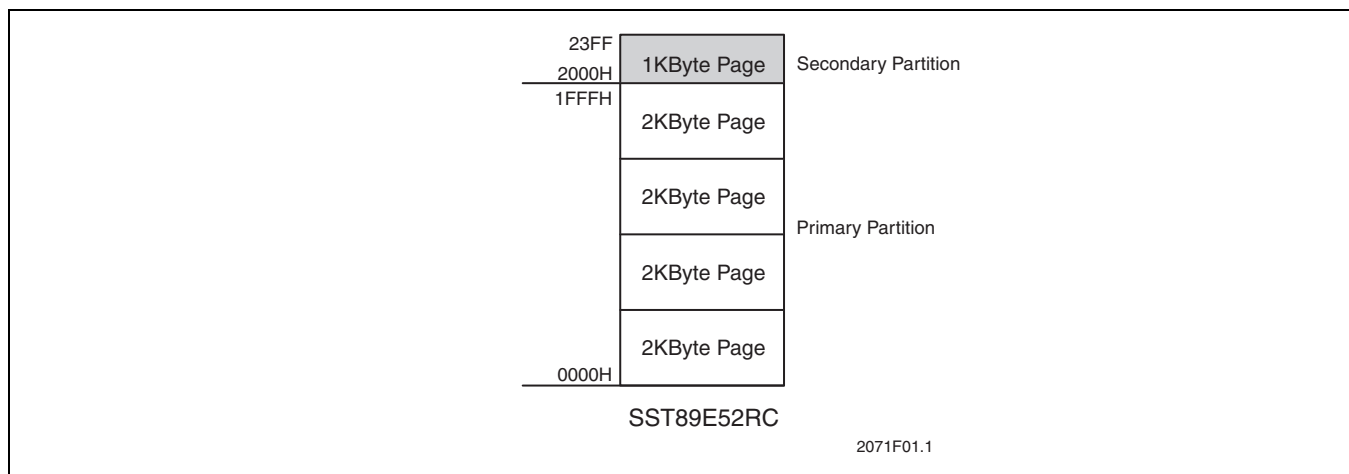 23FF
1KByte Page
Secondary Partition
2000H
1FFFH
2KByte Page
2KByte Page
Primary Partition
2KByte Page
2KByte Page
0000H
SST89E52RC
2071F01.1